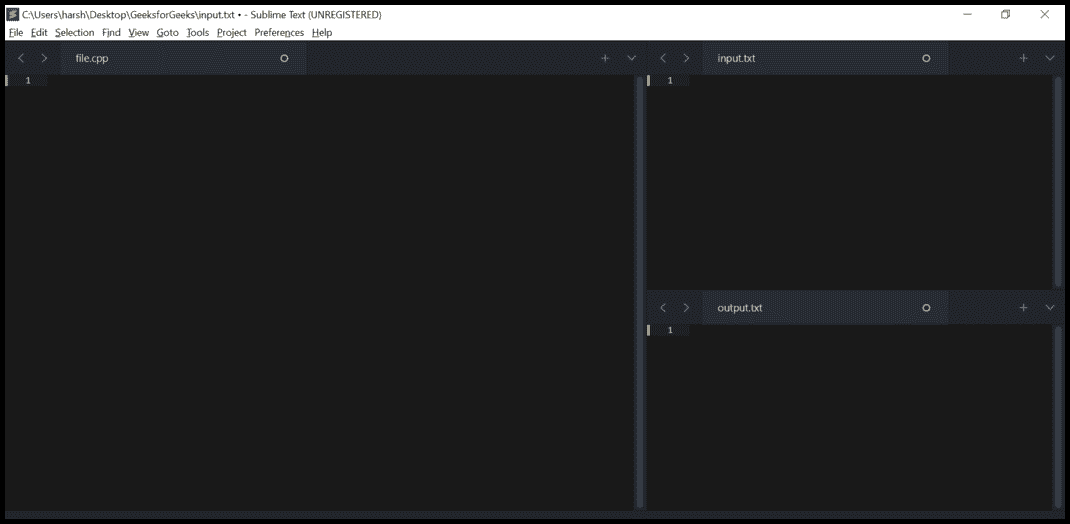 C:\Users\harsh\Desktop\GeeksforGeeks\input.txt • - Sublime Text (UNREGISTERED)
File Edit Selection Find View Goto Tools Project Preferences Help
file.cpp
1
input.txt
1
output.txt
1